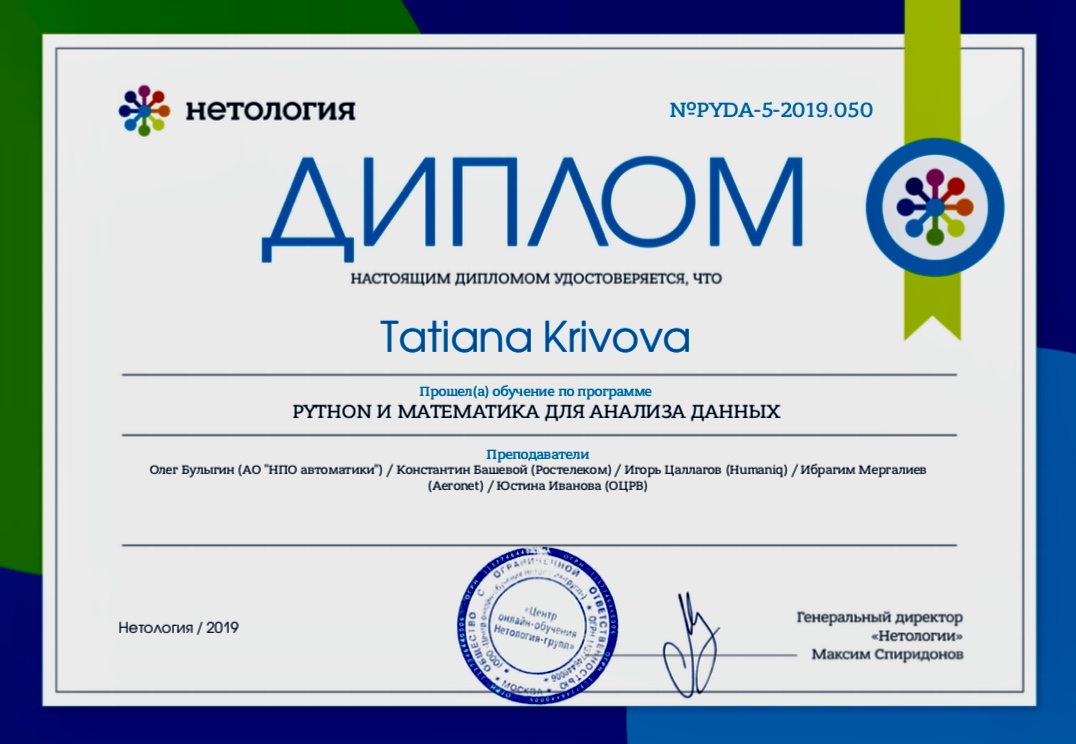 нетология
№PYDA-5-2019.050
ДИПЛОМ
НАСТОЯЩИМ ДИПЛОМОМ УДОСТОВЕРЯЕТСЯ, ЧТО
Tatiana Krivova
Прошел(а) обучение по программе
PYTHON И МАТЕМАТИКА ДЛЯ АНАЛИЗА ДАННЫХ
Преподаватели
Олег Булыгин (АО "НПО автоматики") / Константин Башевой (Ростелеком) / Игорь Цаллагов (Humaniq) / Ибрагим Мергалиев
(Aeronet) / Юстина Иванова (ОЦРВ)
ОБЩЕСТВО С ОГРАНИЧЕННОЙ ОТВЕТСТВЕННОСТЬЮ
* МОСКВА *
«Центр
онлайн-обучения
Нетология-групп»
Нетология / 2019
Генеральный директор
«Нетологии»
Максим Спиридонов